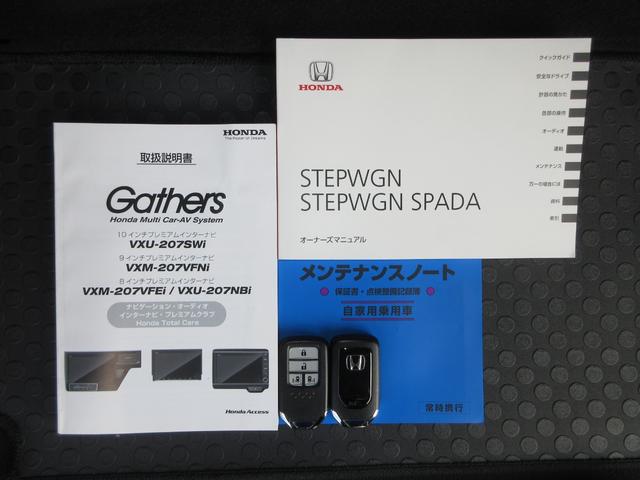 HONDA
The Power of Dreams
取扱説明書
Gathers
Honda Multi Car-AV System
10インチプレミアムインターナビ
VXU-207SWi
9インチプレミアムインターナビ
VXM-207VFNi
8インチプレミアムインターナビ
VXM-207VFEi / VXU-207NBi
ナビゲーション・オーディオ
インターナビ・プレミアムクラブ
Honda Total Care
Honda Access
HONDA
STEPWGN
STEPWGN SPADA
オーナーズマニュアル
クイックガイド
安全なドライブ
計器の見かた
各部の操作
オーディオ
運転
メンテナンス
万一の場合には
資料
索引
メンテナンスノート
保証書・点検整備記録簿
自家用乗用車
常時携行